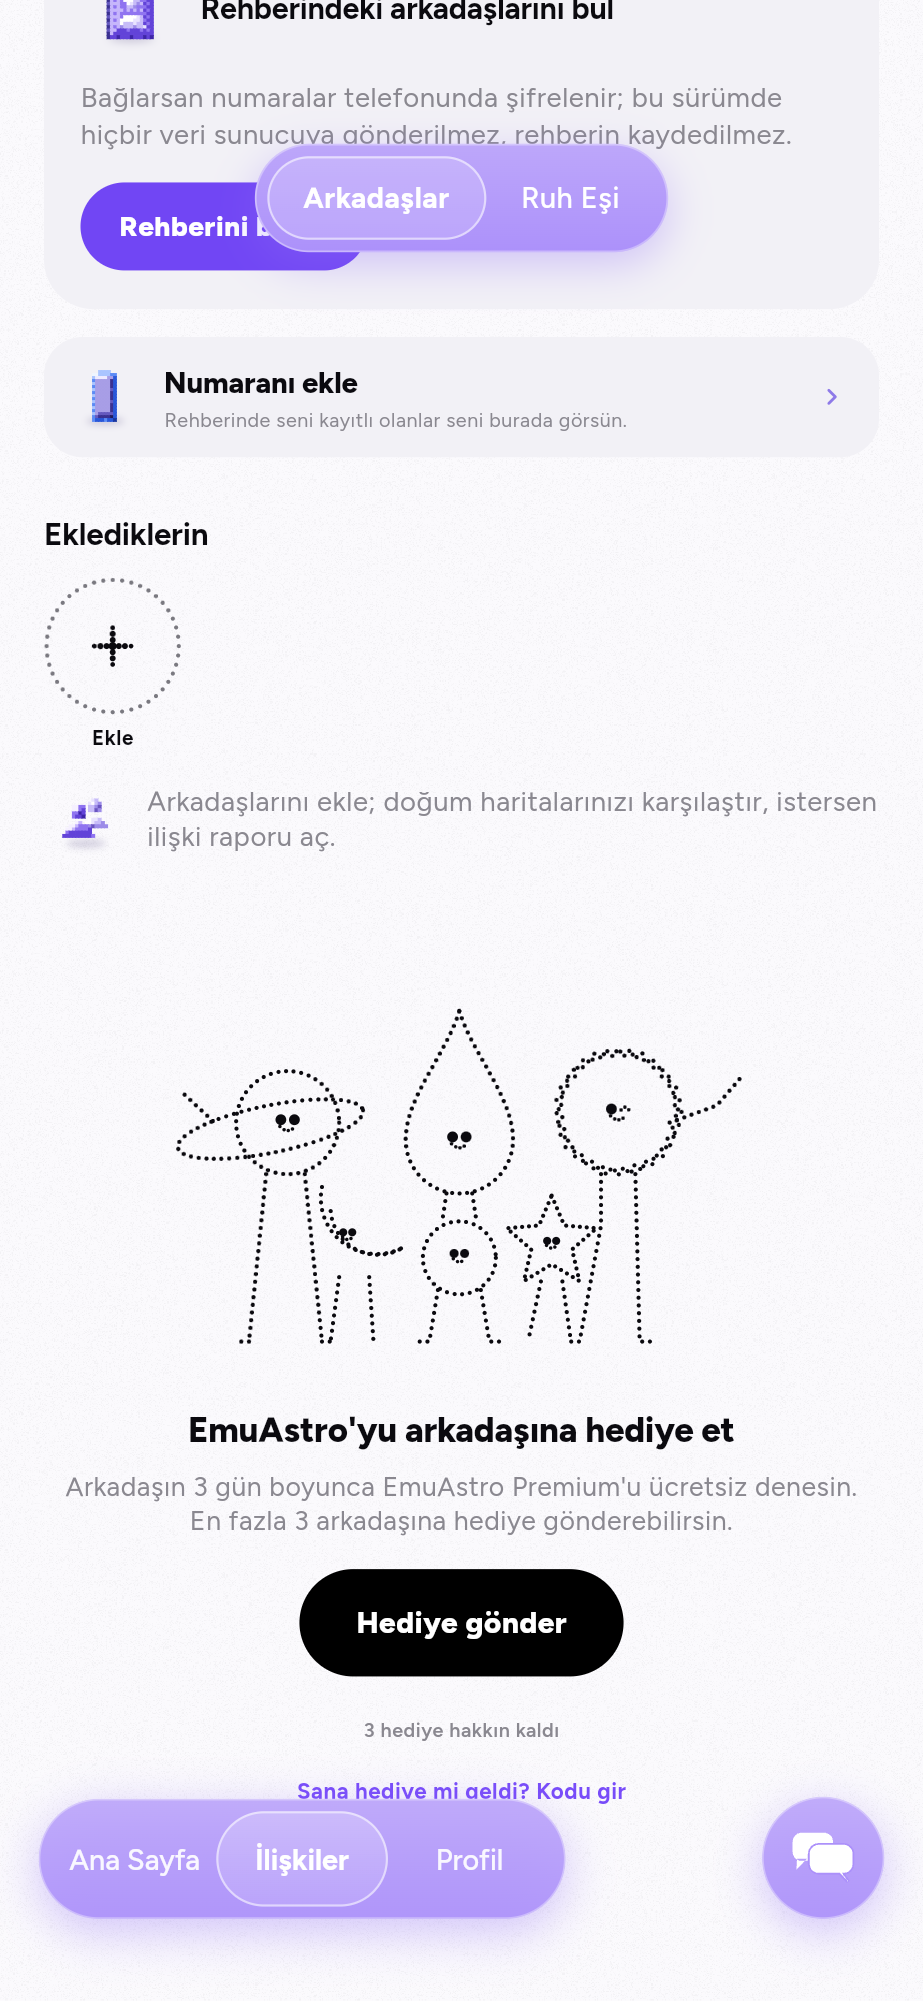 Rehberindeki arkadaşlarını bul
Bağlarsan numaralar telefonunda şifrelenir; bu sürümde
hiçbir veri sunucuya gönderilmez, rehberin kaydedilmez.
Arkadaşlar
Ruh Eşi
Rehberini
Numaranı ekle
Rehberinde seni kayıtlı olanlar seni burada görsün.
Eklediklerin
Ekle
Arkadaşlarını ekle; doğum haritalarınızı karşılaştır, istersen
ilişki raporu aç.
EmuAstro'yu arkadaşına hediye et
Arkadaşın 3 gün boyunca EmuAstro Premium'u ücretsiz denesin.
En fazla 3 arkadaşına hediye gönderebilirsin.
Hediye gönder
3 hediye hakkın kaldı
Sana hediye mi geldi? Kodu gir
Ana Sayfa
İlişkiler
Profil